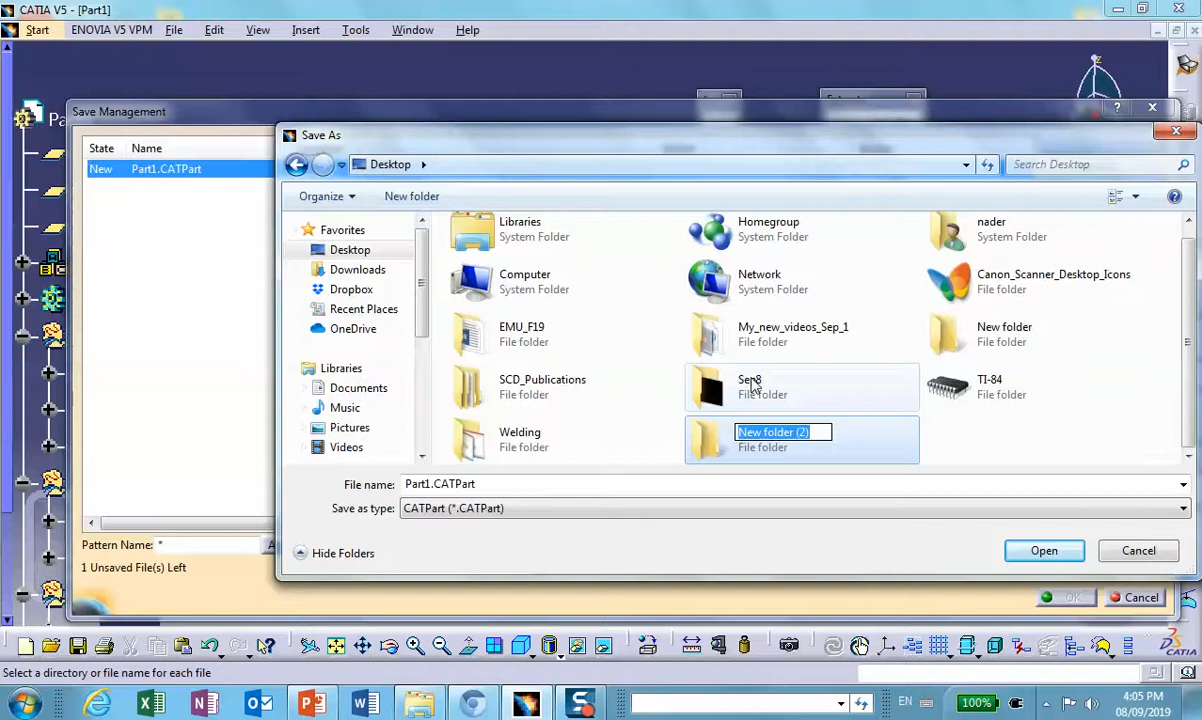 CATIA V5 - [Part1]
Start ENOVIA V5 VPM File Edit View Insert Tools Window Help
z
Pa
Save Management
?
State Name
New Part1.CATPart
Save As
Desktop
Search Desktop
Organize New folder
Favorites
Desktop
Downloads
Dropbox
Recent Places
OneDrive
Libraries
Documents
Music
Pictures
Videos
Libraries
System Folder
Homegroup
System Folder
nader
System Folder
Computer
System Folder
Network
System Folder
Canon_Scanner_Desktop_Icons
File folder
EMU_F19
File folder
My_new_videos_Sep_1
File folder
New folder
File folder
SCD_Publications
File folder
File folder
TI-84
File folder
Welding
File folder
New folder (2)
File folder
File name: Part1.CATPart
Save as type: CATPart (*.CATPart)
Hide Folders
Open Cancel
Pattern Name: *
A
1 Unsaved File(s) Left
OK Cancel
Select a directory or file name for each file
EN
100%
4:05 PM
08/09/2019